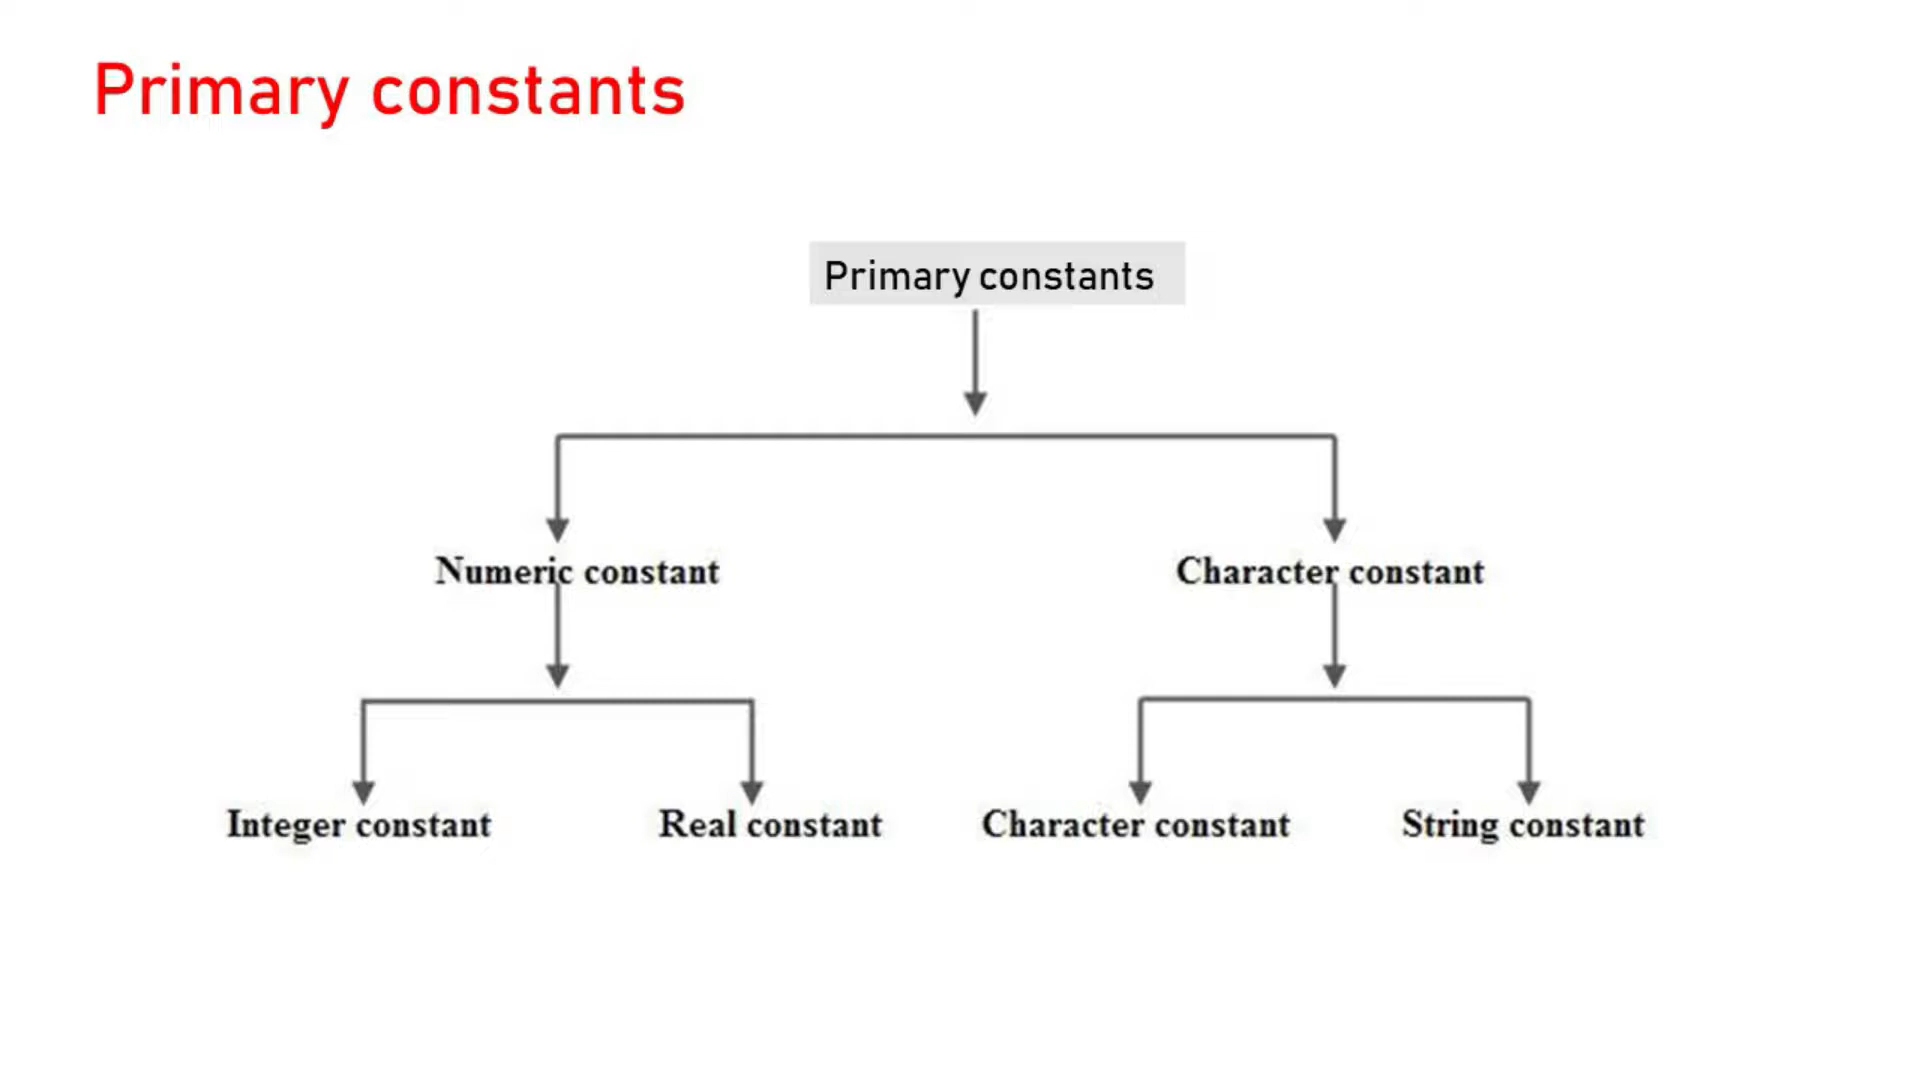 Primary constants
Primary constants
Numeric constant
Character constant
Integer constant
Real constant
Character constant
String constant